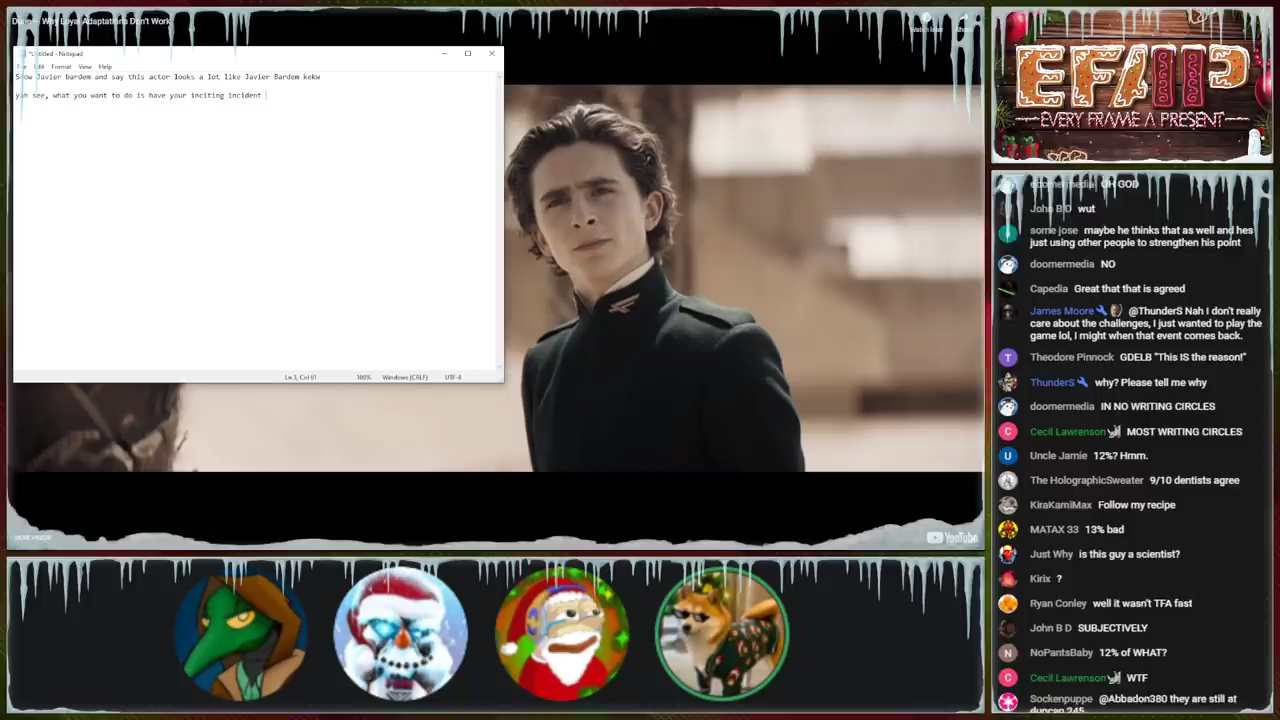 Dune - Why Loyal Adaptations Don't Work
Watch later
Share
*Untitled - Notepad
File Edit Format View Help
Show Javier bardem and say this actor looks a lot like Javier Bardem kekw
yah see, what you want to do is have your inciting incident
Ln 3, Col 61
100%
Windows (CRLF)
UTF-8
MORE VIDEOS
YouTube
EFAP
EVERY FRAME A PRESENT
doomermedia OH GOD
John B D wut
some jose maybe he thinks that as well and hes
just using other people to strengthen his point
doomermedia NO
Capedia Great that that is agreed
James Moore @ThunderS Nah I don't really
care about the challenges, I just wanted to play the
game lol, I might when that event comes back.
Theodore Pinnock GDELB "This IS the reason!"
ThunderS why? Please tell me why
doomermedia IN NO WRITING CIRCLES
Cecil Lawrenson MOST WRITING CIRCLES
Uncle Jamie 12%? Hmm.
The HolographicSweater 9/10 dentists agree
KiraKamiMax Follow my recipe
MATAX 33 13% bad
Just Why is this guy a scientist?
Kirix ?
Ryan Conley well it wasn't TFA fast
John B D SUBJECTIVELY
NoPantsBaby 12% of WHAT?
Cecil Lawrenson WTF
Sockenpuppe @Abbadon380 they are still at
duncan 245